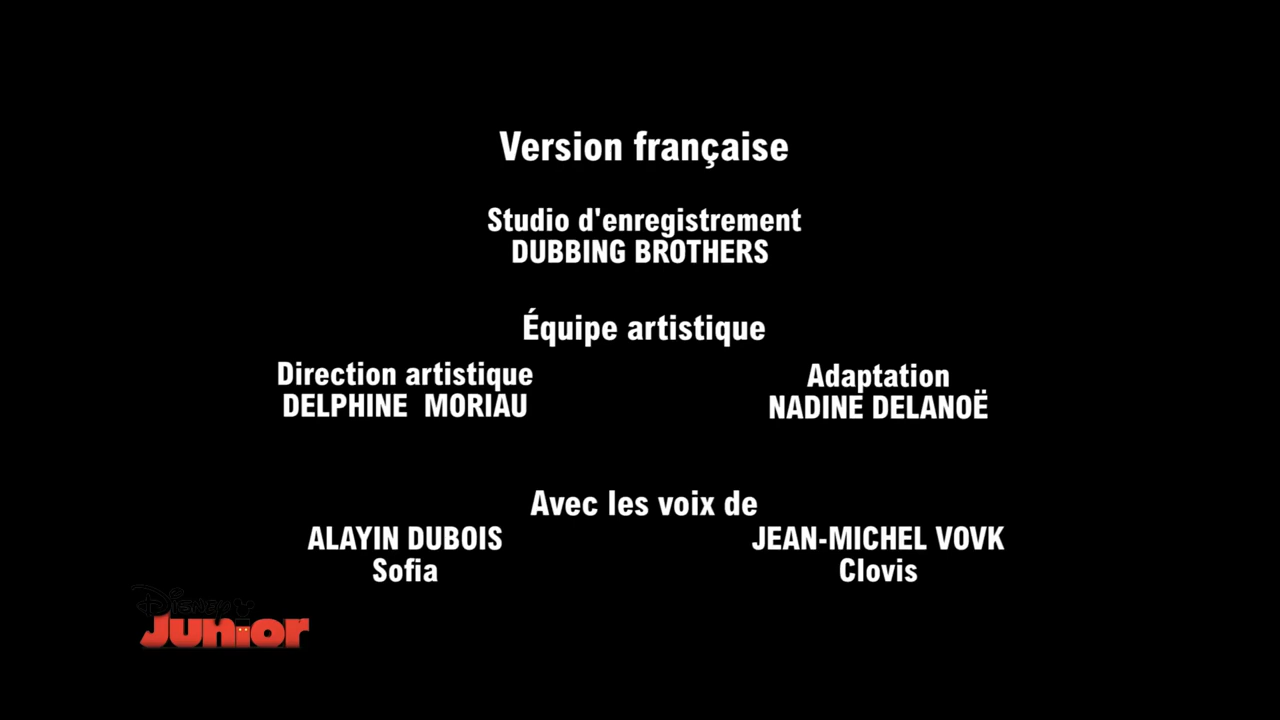 Version française
Studio d'enregistrement
DUBBING BROTHERS
Équipe artistique
Direction artistique
DELPHINE MORIAU
Adaptation
NADINE DELANOË
Avec les voix de
ALAYIN DUBOIS
Sofia
JEAN-MICHEL VOVK
Clovis
Disney
Junior